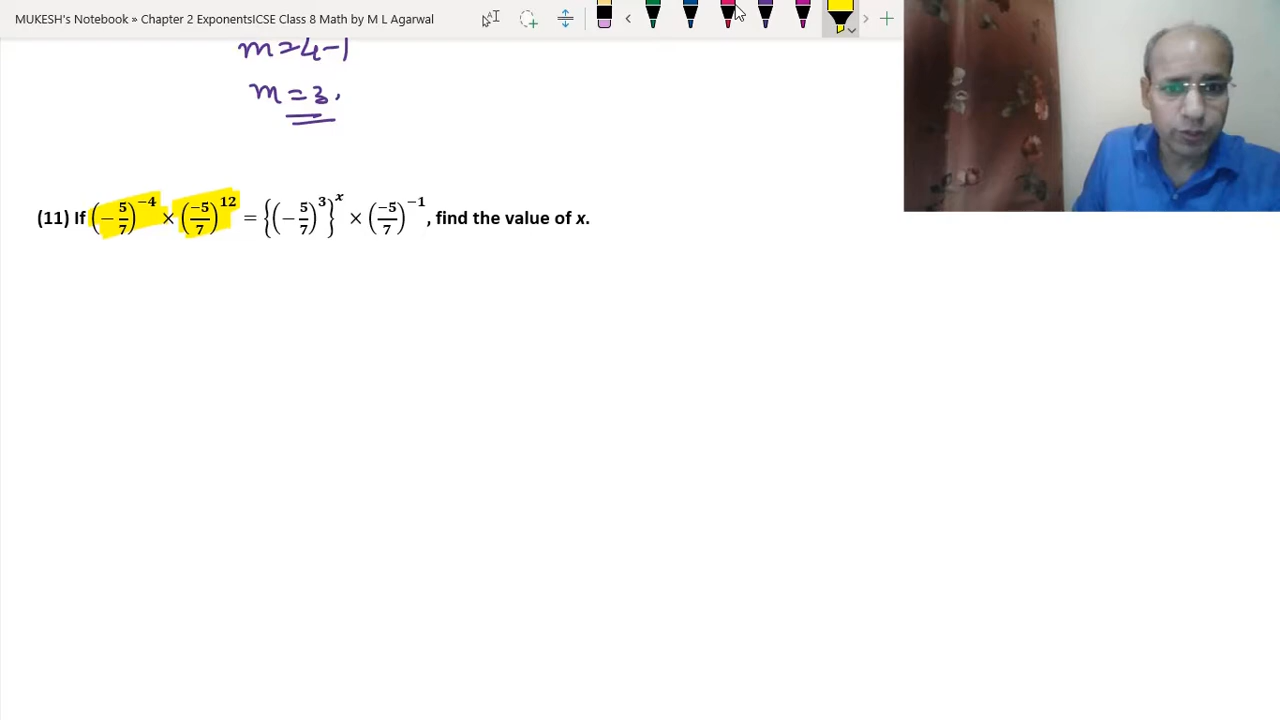 MUKESH's Notebook » Chapter 2 ExponentsICSE Class 8 Math by M L Agarwal
m = 4 - 1
m = 3.
(11) If (-5/7)^-4 × (-5/7)^12 = {(-5/7)^3}^x × (-5/7)^-1, find the value of x.